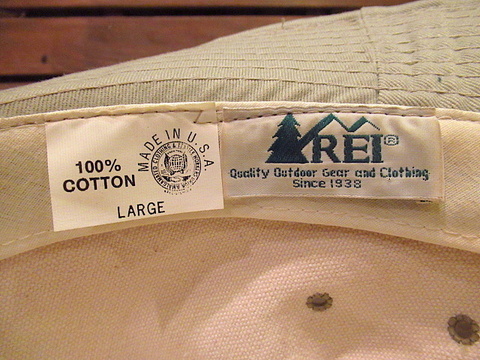 MADE IN U.S.A.
100%
COTTON
LARGE
REI®
Quality Outdoor Gear and Clothing
Since 1938